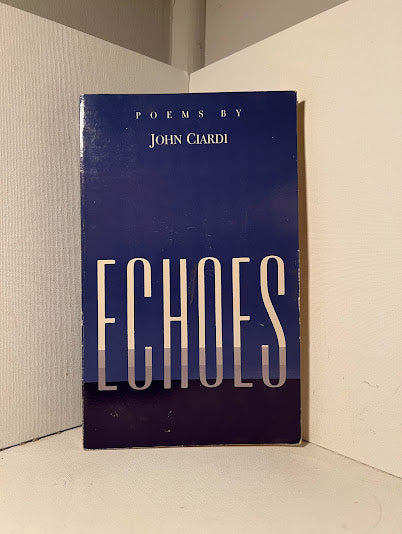 POEMS BY
JOHN CIARDI
ECHOES